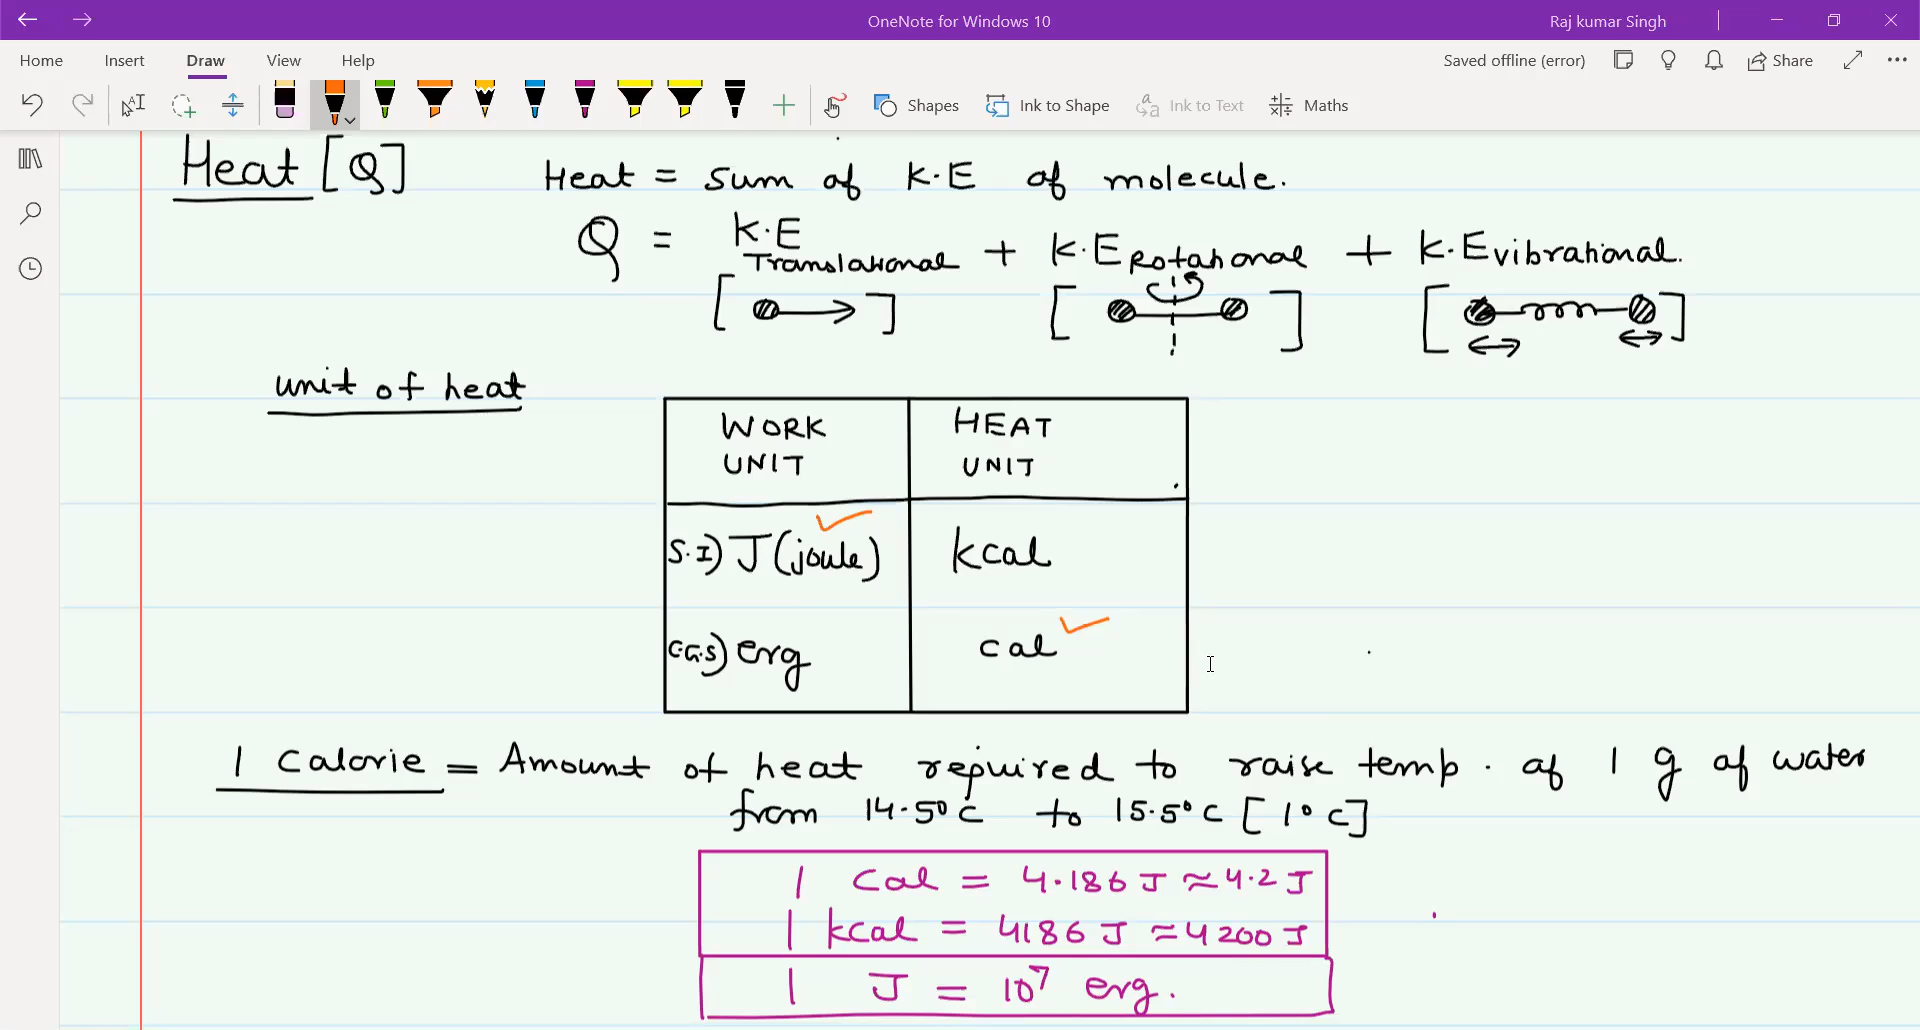 OneNote for Windows 10
Raj kumar Singh
Home Insert Draw View Help
Saved offline (error) Share
Shapes Ink to Shape Ink to Text Maths
Heat [Q] Heat = sum of K.E of molecule.
Q = K.E Translational + K.E Rotational + K.E vibrational.
unit of heat
WORK UNIT HEAT UNIT
S.I) J (joule) kcal
C.G.S) erg cal
1 Calorie = Amount of heat required to raise temp. of 1 g of water
from 14.5°C to 15.5°C [1°C]
1 Cal = 4.186 J ≈ 4.2 J
1 kcal = 4186 J ≈ 4200 J
1 J = 10⁷ erg.